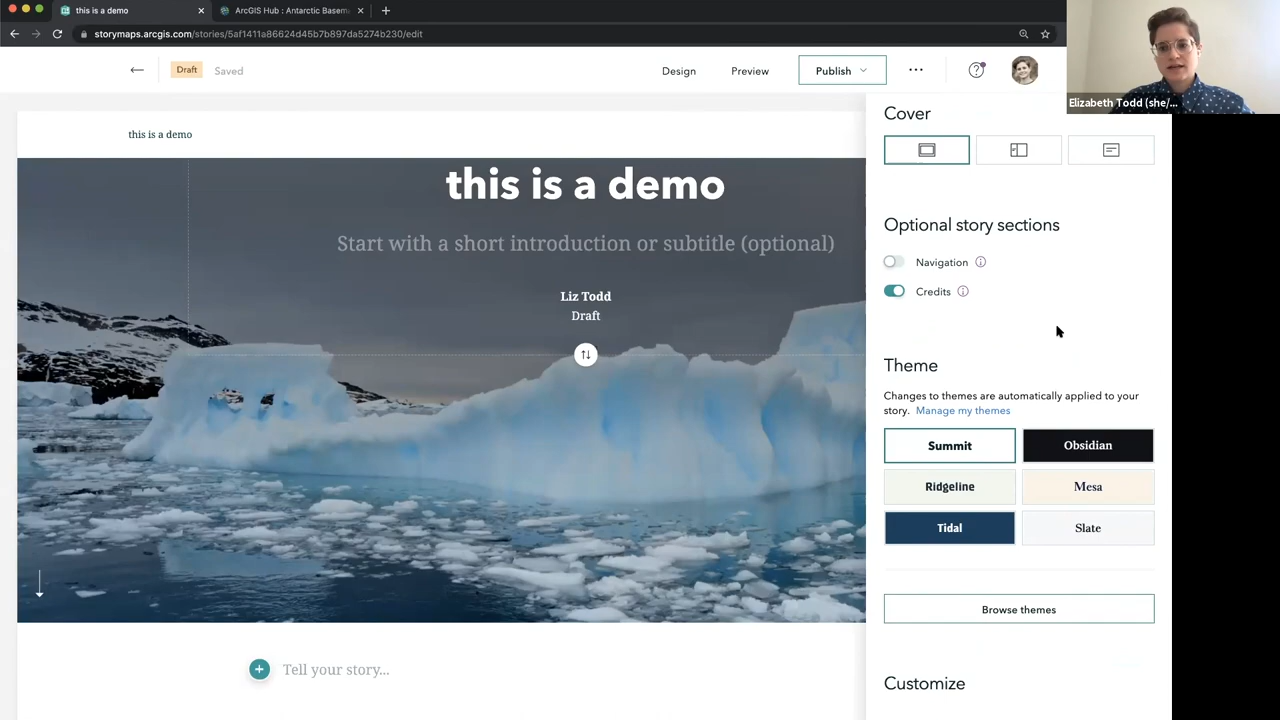 this is a demo
ArcGIS Hub : Antarctic Basema
storymaps.arcgis.com/stories/5af1411a86624d45b7b897da5274b230/edit
Elizabeth Todd (she/...
Draft
Saved
Design
Preview
Publish
this is a demo
this is a demo
Start with a short introduction or subtitle (optional)
Liz Todd
Draft
Tell your story...
Cover
Optional story sections
Navigation
Credits
Theme
Changes to themes are automatically applied to your
story. Manage my themes
Summit
Obsidian
Ridgeline
Mesa
Tidal
Slate
Browse themes
Customize